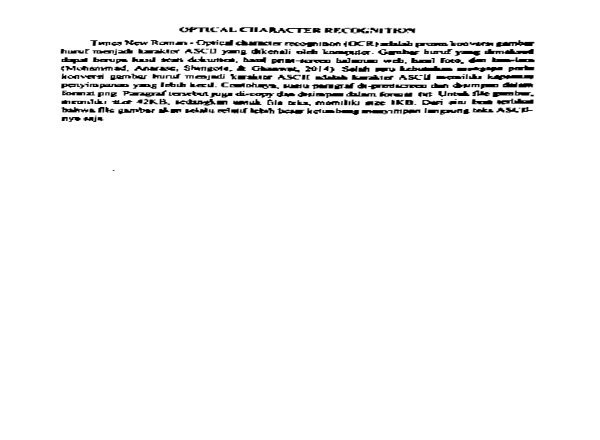 OPTICAL CHARACTER RECOGNITION
Times New Roman - Optical character recognition (OCR) adalah proses konversi gambar
huruf menjadi karakter ASCII yang dikenali oleh komputer. Gambar huruf yang dimaksud
dapat berupa hasil scan dokumen, hasil print-screen halaman web, hasil foto, dan lain-lain
(Mohammad, Anarase, Shingote, & Ghanwat, 2014). Salah satu kebutuhan mengapa perlu
konversi gambar huruf menjadi karakter ASCII adalah karakter ASCII memiliki kapasitas
penyimpanan yang lebih kecil. Contohnya, suatu paragraf di-printscreen dan disimpan dalam
format png. Paragraf tersebut juga di-copy dan disimpan dalam format txt. Untuk file gambar,
memiliki size 42KB, sedangkan untuk file teks, memiliki size 1KB. Dari sini bisa terlihat
bahwa file gambar akan selalu relatif lebih besar ketimbang menyimpan langsung teks ASCII-
nya saja.